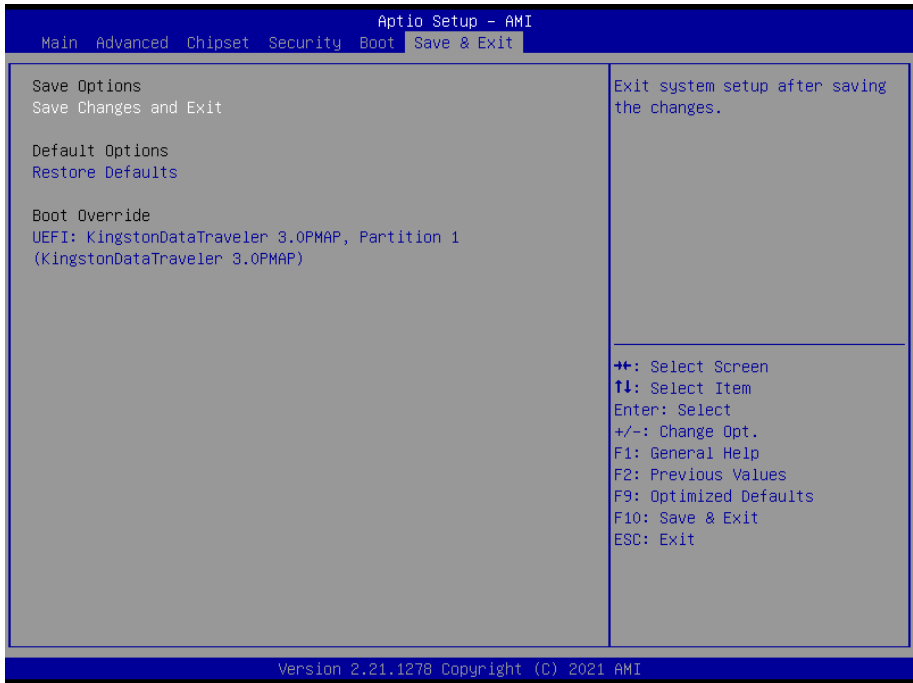 Aptio Setup – AMI
Main Advanced Chipset Security Boot Save & Exit
Save Options
Save Changes and Exit
Default Options
Restore Defaults
Boot Override
UEFI: KingstonDataTraveler 3.0PMAP, Partition 1
(KingstonDataTraveler 3.0PMAP)
Exit system setup after saving
the changes.
→←: Select Screen
↑↓: Select Item
Enter: Select
+/-: Change Opt.
F1: General Help
F2: Previous Values
F9: Optimized Defaults
F10: Save & Exit
ESC: Exit
Version 2.21.1278 Copyright (C) 2021 AMI